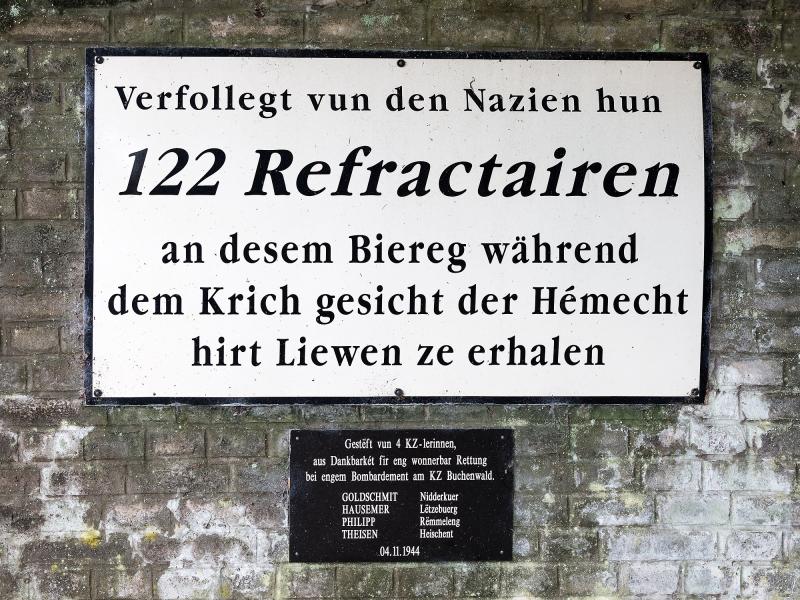 Verfollegt vun den Nazien hun
122 Refractairen
an desem Biereg während
dem Krich gesicht der Hémecht
hirt Liewen ze erhalen
Gestëft vun 4 KZ-lerinnen,
aus Dankbarkét fir eng wonnerbar Rettung
bei engem Bombardement am KZ Buchenwald.
GOLDSCHMIT Nidderkuer
HAUSEMER Lëtzebuerg
PHILIPP Rëmmeleng
THEISEN Heischent
04.11.1944